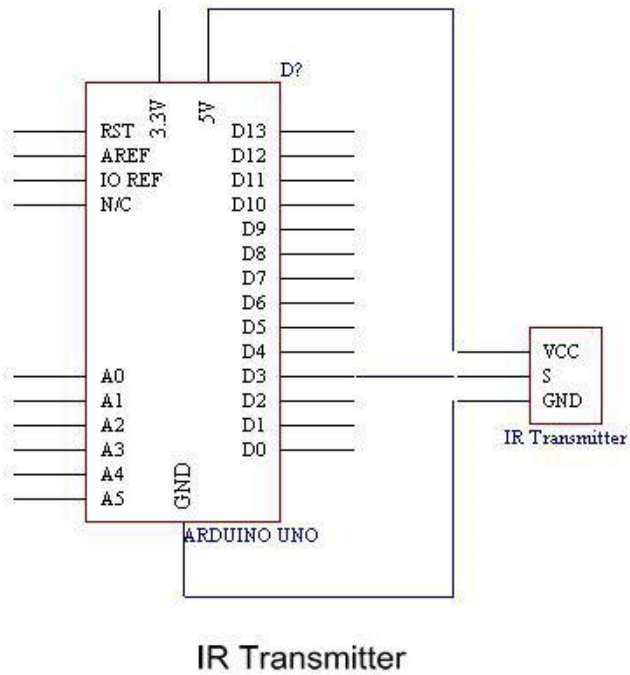 D?
3.3V
5V
RST
AREF
IO REF
N/C
D13
D12
D11
D10
D9
D8
D7
D6
D5
D4
D3
D2
D1
D0
A0
A1
A2
A3
A4
A5
GND
ARDUINO UNO
VCC
S
GND
IR Transmitter
IR Transmitter